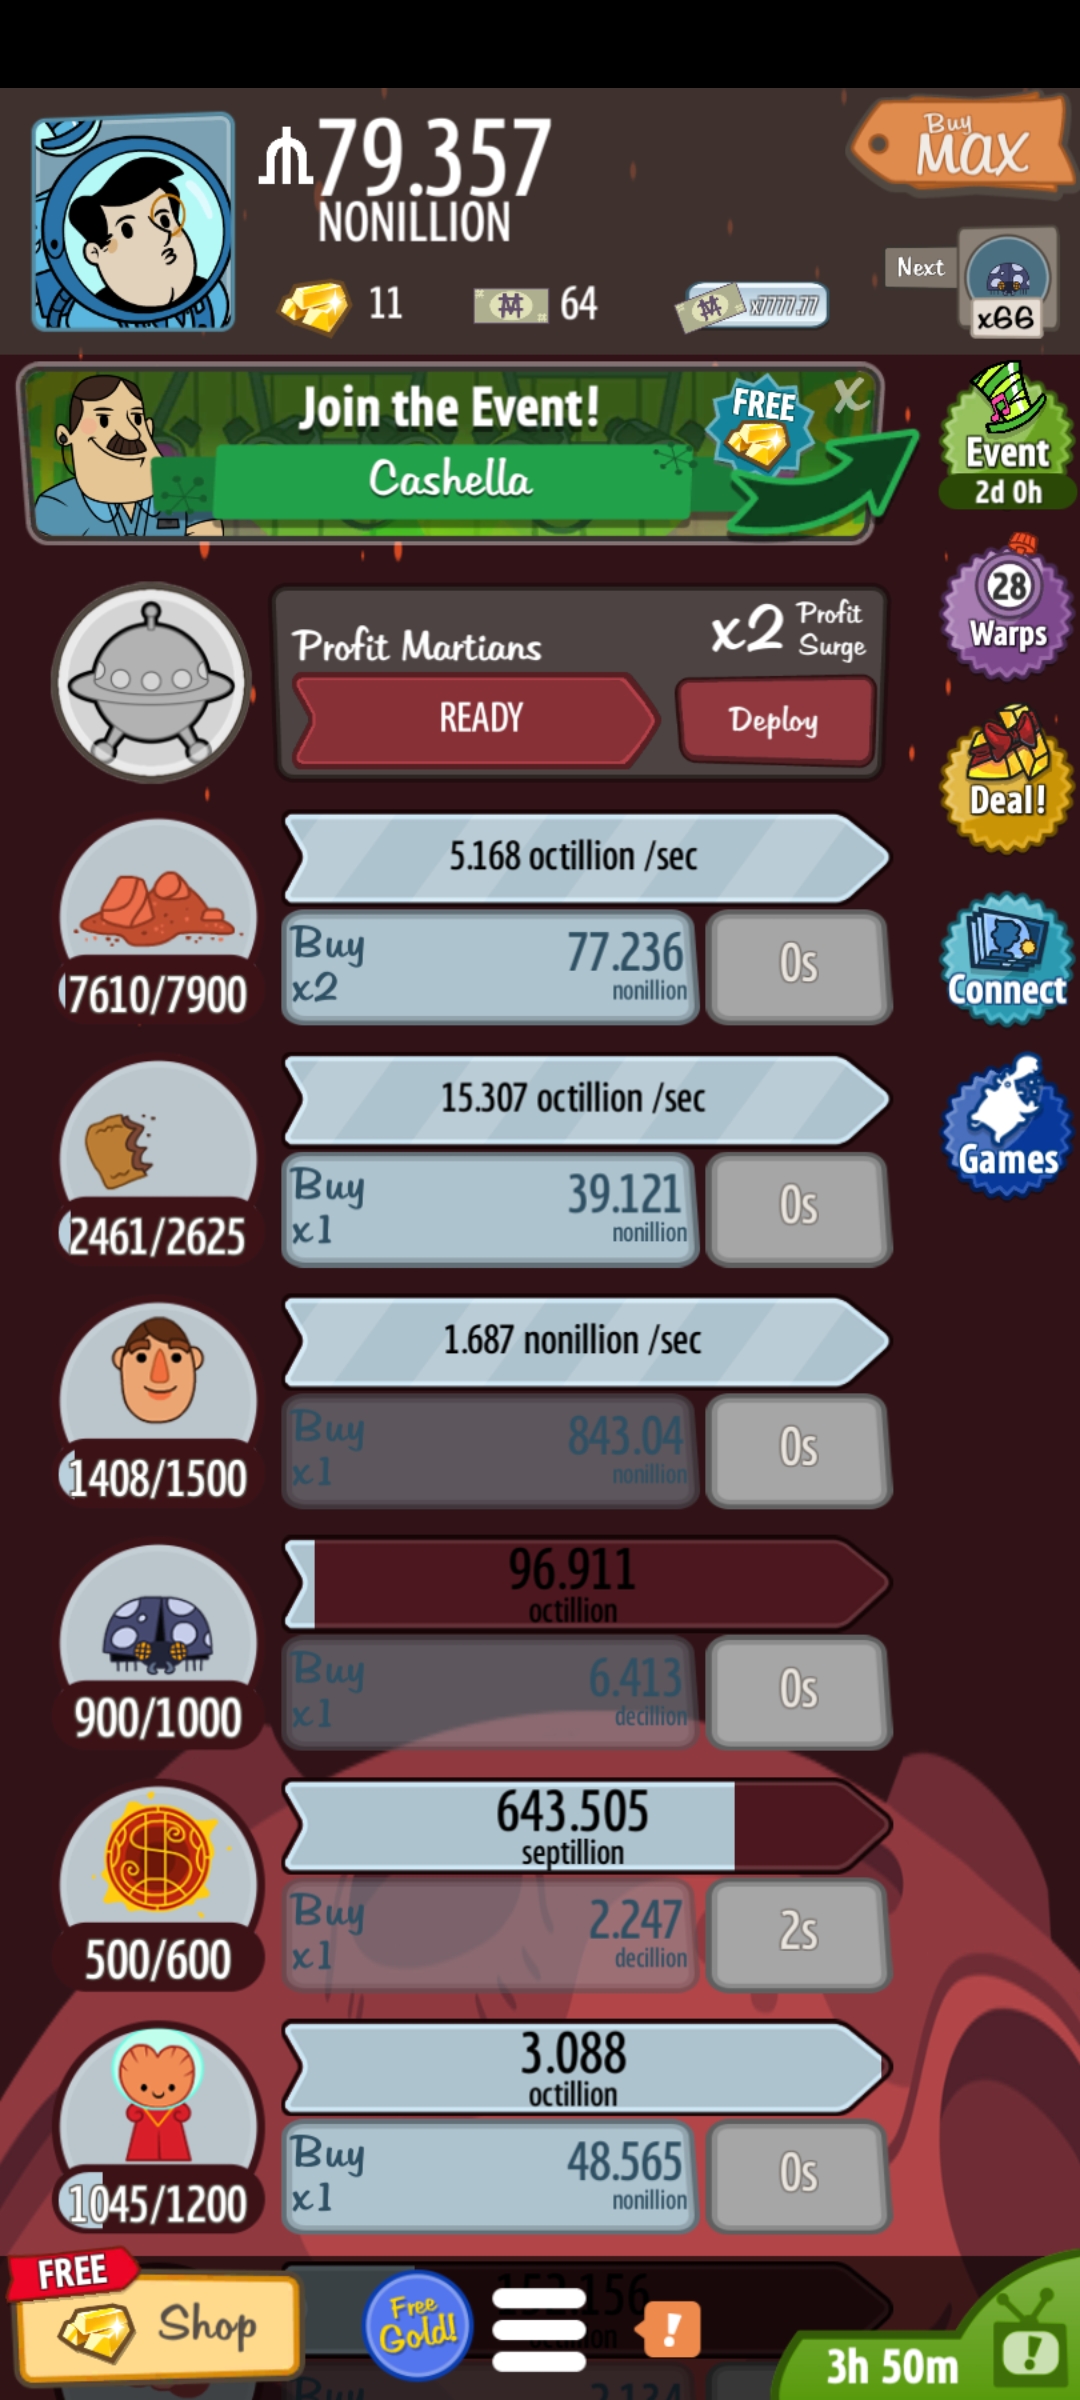 79.357
NONILLION
Buy
MAX
11
64
x7777.77
Next
x66
Join the Event!
FREE
X
Cashella
Event
2d 0h
28
Warps
Profit Martians
x2 Profit Surge
READY
Deploy
Deal!
5.168 octillion /sec
7610/7900
Buy x2
77.236
nonillion
0s
Connect
15.307 octillion /sec
2461/2625
Buy x1
39.121
nonillion
0s
Games
1.687 nonillion /sec
1408/1500
Buy x1
843.04
nonillion
0s
96.911
octillion
900/1000
Buy x1
6.413
decillion
0s
643.505
septillion
500/600
Buy x1
2.247
decillion
2s
3.088
octillion
1045/1200
Buy x1
48.565
nonillion
0s
FREE
Shop
Free
Gold!
!
3h 50m
!
Buy